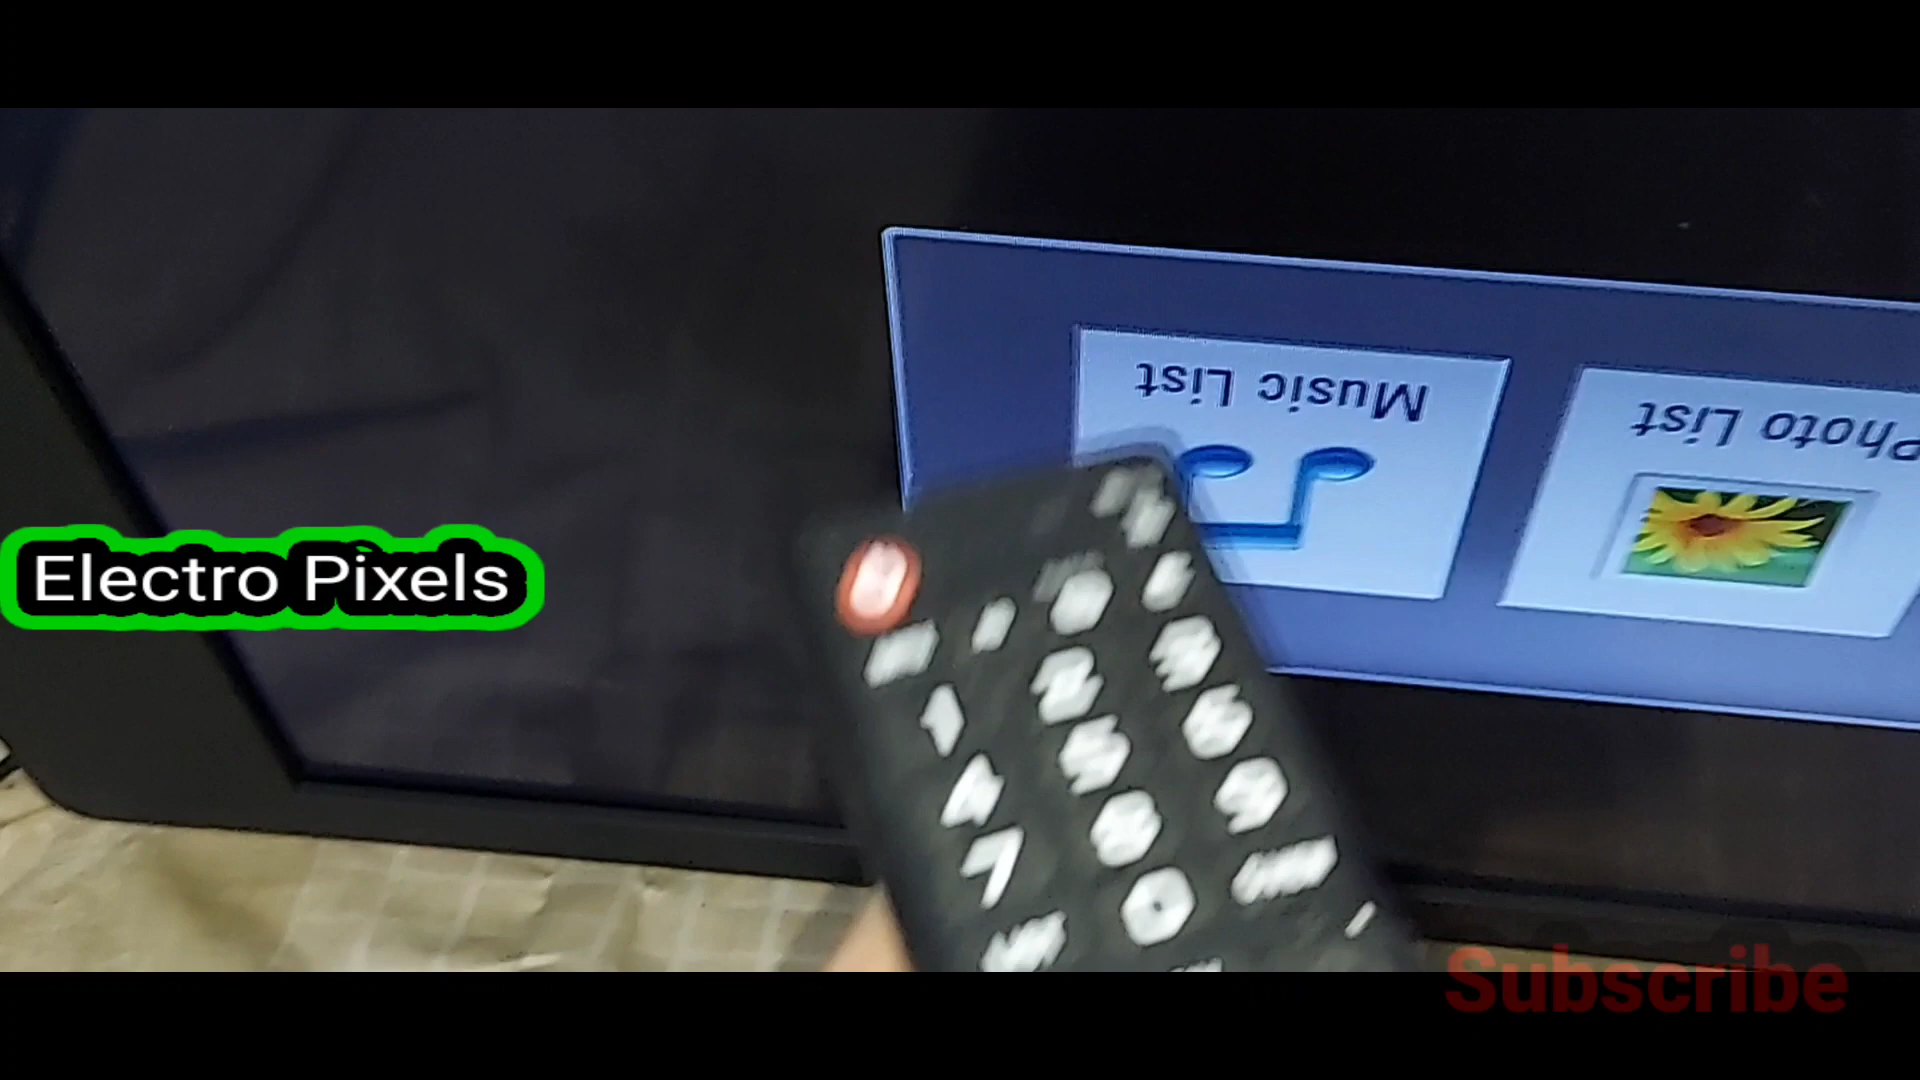 Music List
Photo List
Electro Pixels
Subscribe